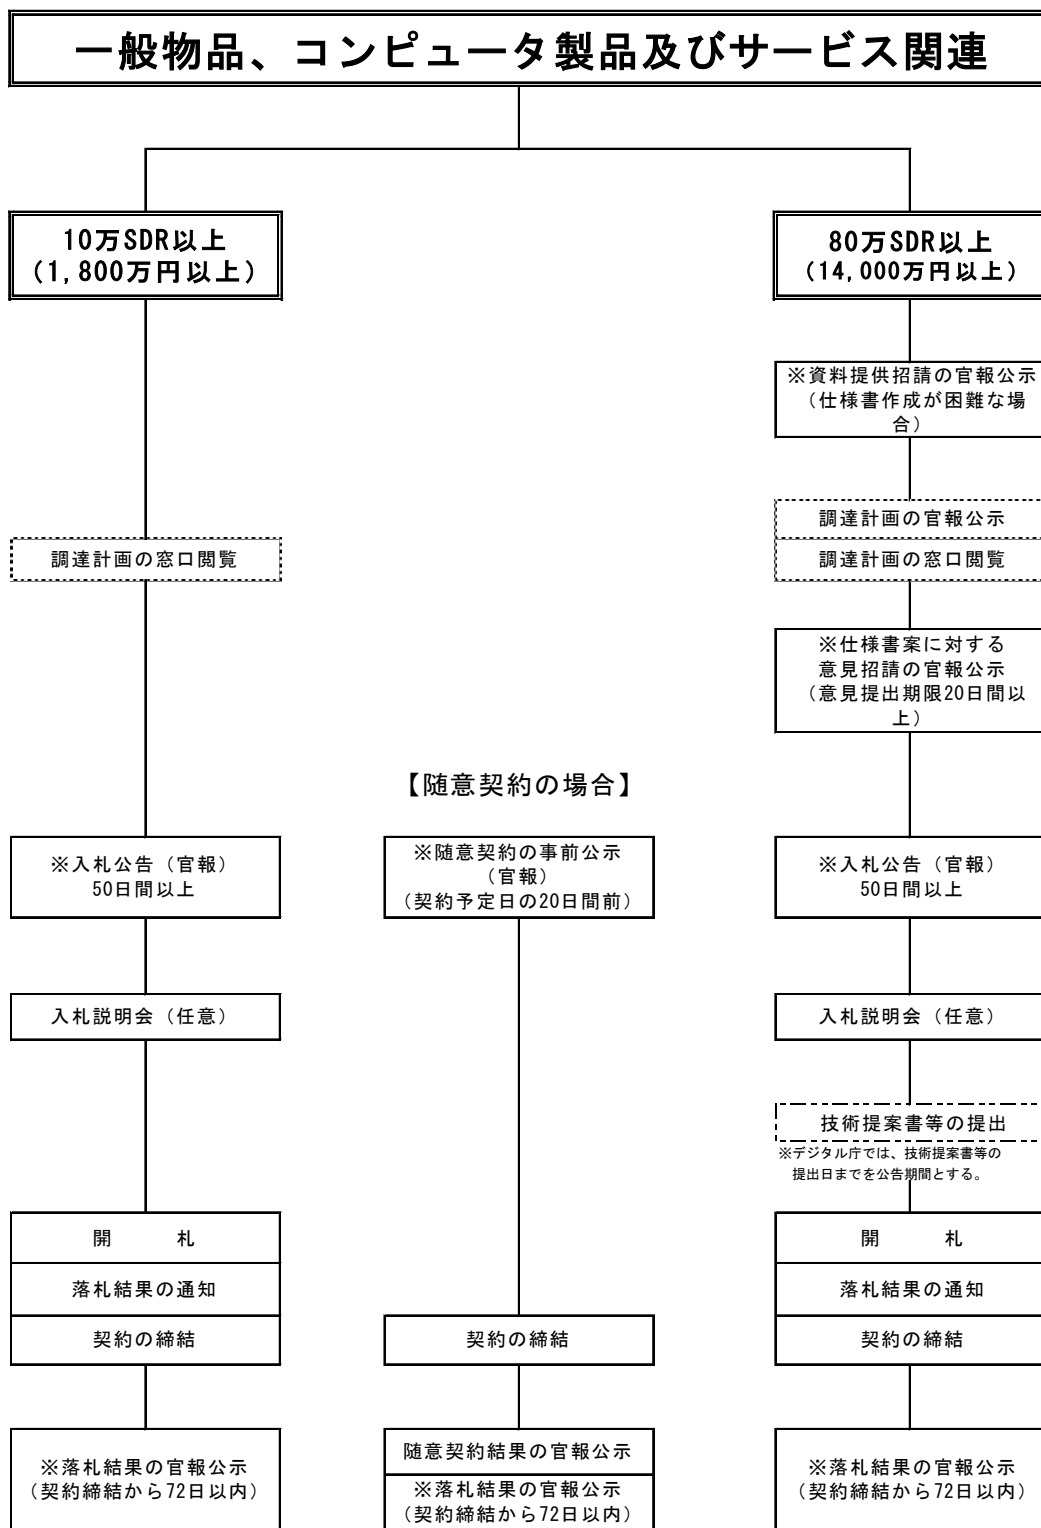 一般物品、コンピュータ製品及びサービス関連
10万SDR以上
(1,800万円以上)
80万SDR以上
(14,000万円以上)
※資料提供招請の官報公示
(仕様書作成が困難な場
合)
調達計画の官報公示
調達計画の窓口閲覧
調達計画の窓口閲覧
※仕様書案に対する
意見招請の官報公示
(意見提出期限20日間以
上)
【随意契約の場合】
※入札公告(官報)
50日間以上
※随意契約の事前公示
(官報)
(契約予定日の20日間前)
※入札公告(官報)
50日間以上
入札説明会(任意)
入札説明会(任意)
技術提案書等の提出
※デジタル庁では、技術提案書等の
提出日までを公告期間とする。
開 札
落札結果の通知
契約の締結
契約の締結
開 札
落札結果の通知
契約の締結
※落札結果の官報公示
(契約締結から72日以内)
随意契約結果の官報公示
※落札結果の官報公示
(契約締結から72日以内)
※落札結果の官報公示
(契約締結から72日以内)